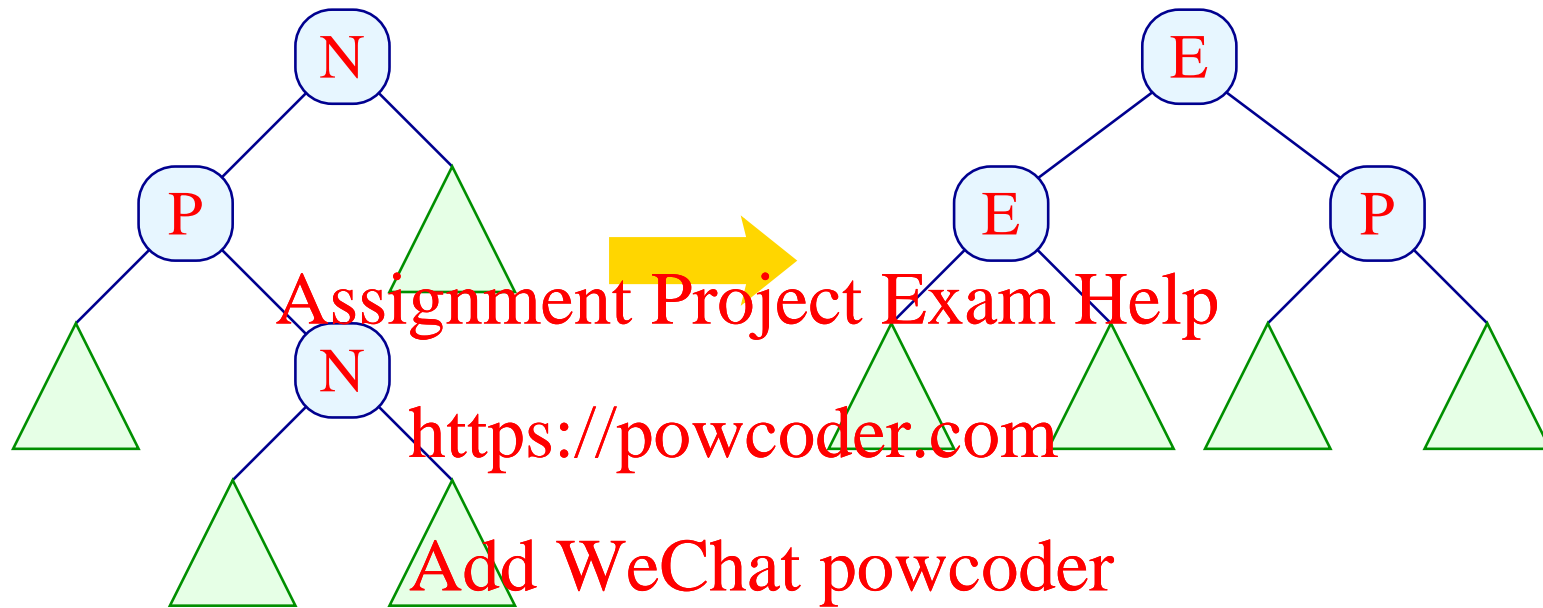 N E
P E P
Assignment Project Exam Help
N
https://powcoder.com
Add WeChat powcoder